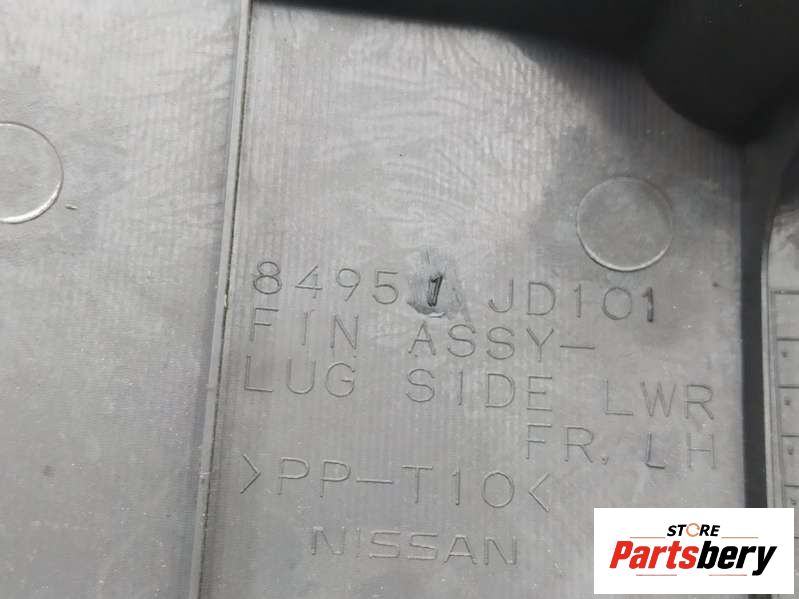 84951 JD101
FIN ASSY-
LUG SIDE LWR
FR, LH
>PP-T10<
NISSAN
STORE
Partsbery